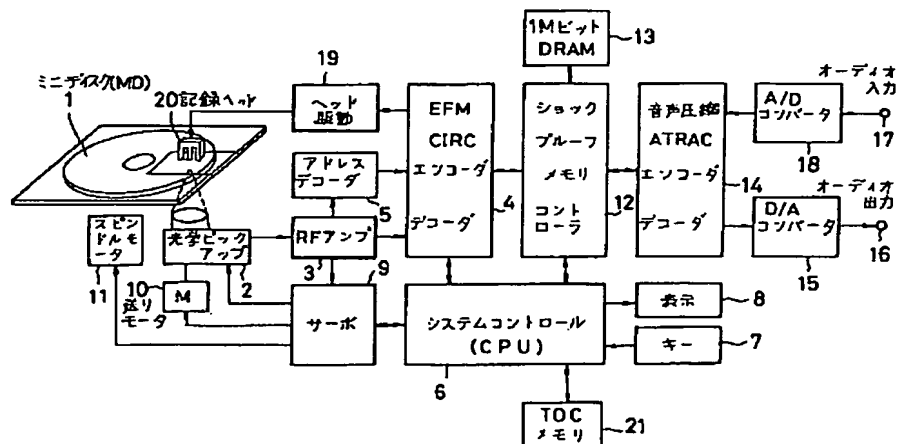 1Mビット
DRAM
13
ミニディスク(MD)
1
20記録ヘッド
19
ヘッド
駆動
EFM
CIRC
エンコーダ
デコーダ
4
アドレス
デコーダ
5
ショック
プルーフ
メモリ
コント
ローラ
12
音声圧縮
ATRAC
エンコーダ
デコーダ
14
A/D
コンバータ
18
オーディオ
入力
17
オーディオ
出力
16
D/A
コンバータ
15
スピン
ドルモ
ータ
11
光学ピック
アップ
2
RFアンプ
3
9
10
送り
モータ
M
サーボ
システムコントロール
(CPU)
6
表示
8
キー
7
TOC
メモリ
21